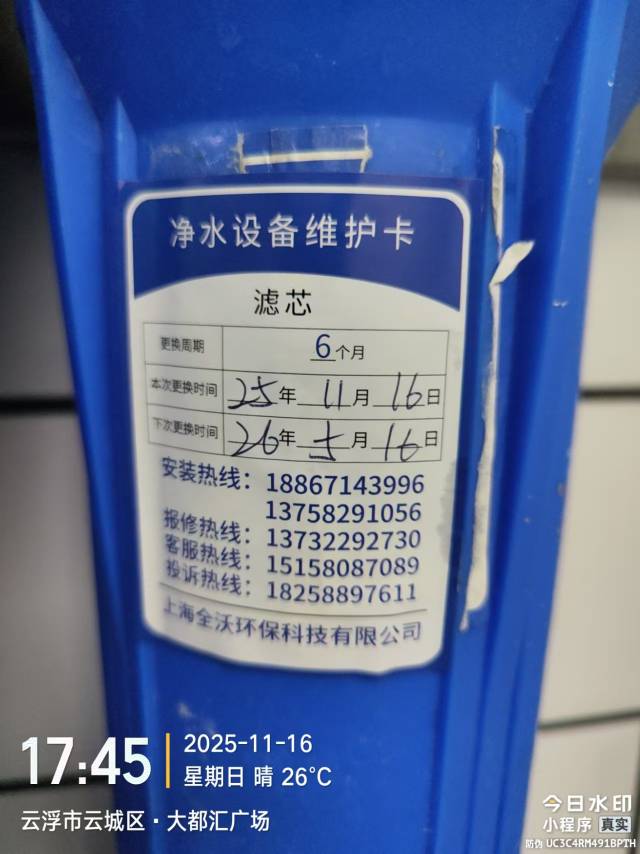 净水设备维护卡
滤芯
更换周期 6个月
本次更换时间 25年 11月 16日
下次更换时间 26年 5月 16日
安装热线：18867143996
13758291056
报修热线：13732292730
客服热线：15158087089
投诉热线：18258897611
上海全沃环保科技有限公司
17:45
2025-11-16
星期日 晴 26°C
云浮市云城区·大都汇广场
今日水印
小程序 真实
防伪 UC3C4RM491BPTH